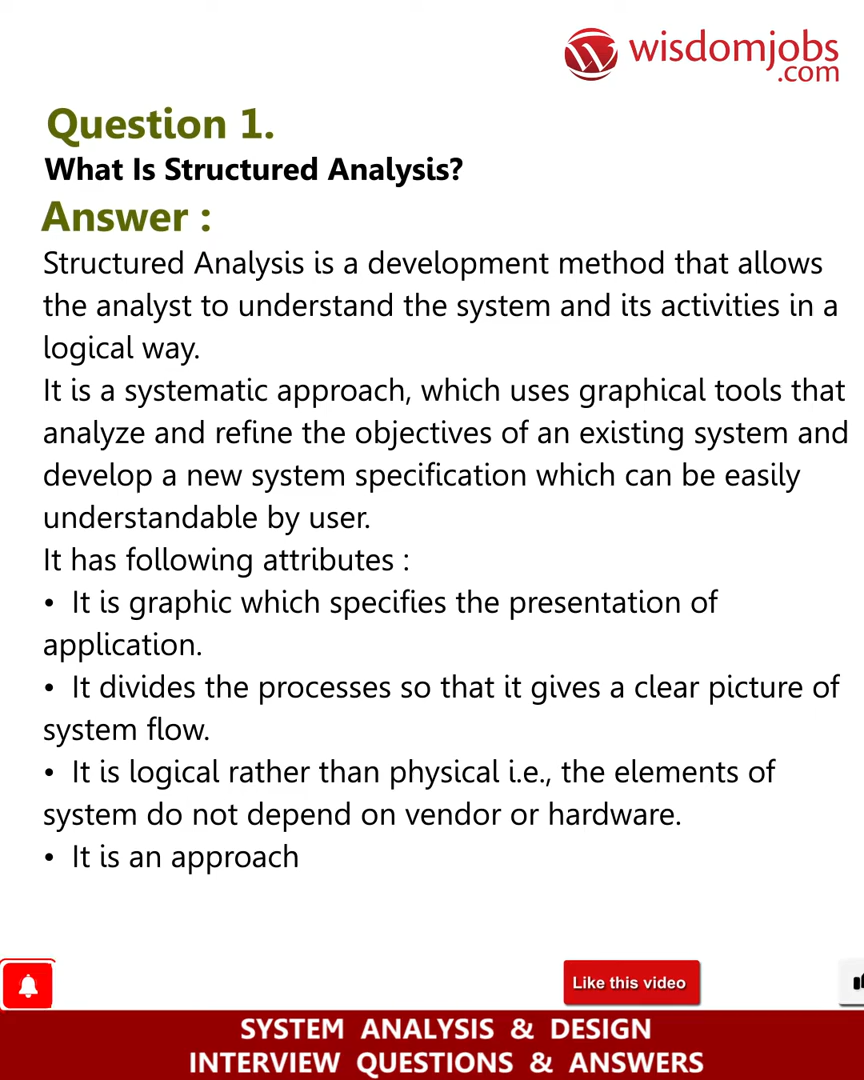 wisdomjobs
.com
Question 1.
What Is Structured Analysis?
Answer :
Structured Analysis is a development method that allows
the analyst to understand the system and its activities in a
logical way.
It is a systematic approach, which uses graphical tools that
analyze and refine the objectives of an existing system and
develop a new system specification which can be easily
understandable by user.
It has following attributes :
• It is graphic which specifies the presentation of
application.
• It divides the processes so that it gives a clear picture of
system flow.
• It is logical rather than physical i.e., the elements of
system do not depend on vendor or hardware.
• It is an approach
Like this video
SYSTEM ANALYSIS & DESIGN
INTERVIEW QUESTIONS & ANSWERS